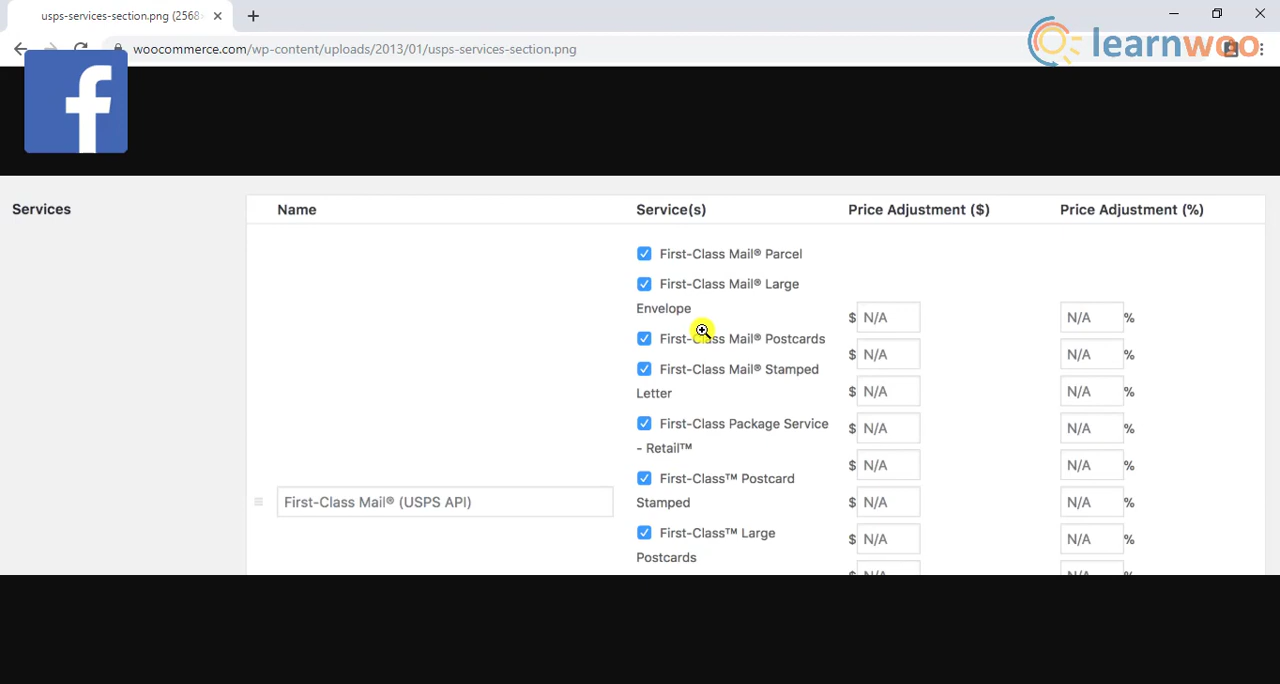 usps-services-section.png (2568
woocommerce.com/wp-content/uploads/2013/01/usps-services-section.png
learnwoo
f
Services
Name
Service(s)
Price Adjustment ($)
Price Adjustment (%)
First-Class Mail® Parcel
First-Class Mail® Large
Envelope
$ N/A
N/A %
First-Class Mail® Postcards
$ N/A
N/A %
First-Class Mail® Stamped
Letter
$ N/A
N/A %
First-Class Package Service
- Retail™
$ N/A
N/A %
$ N/A
N/A %
First-Class™ Postcard
Stamped
First-Class Mail® (USPS API)
$ N/A
N/A %
First-Class™ Large
Postcards
$ N/A
N/A %
$ N/A
N/A %